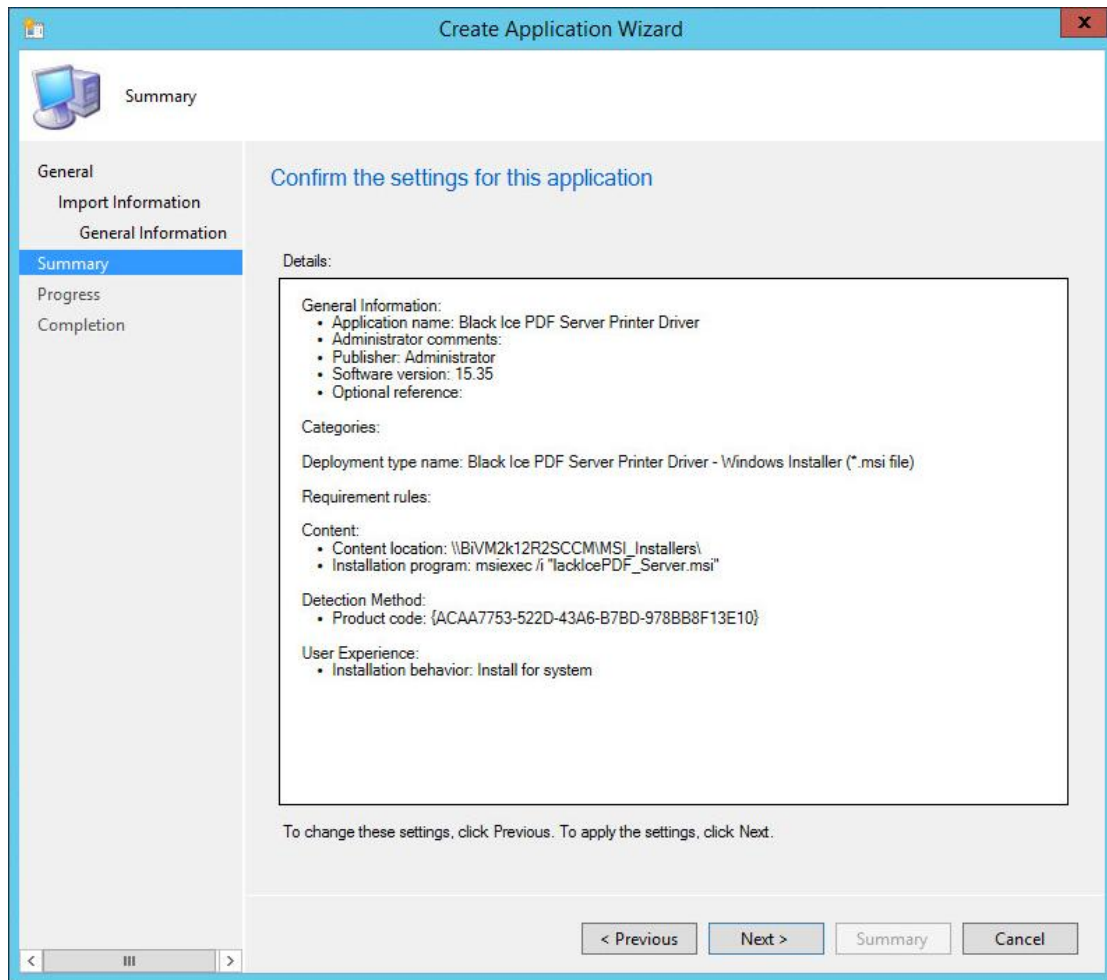 Create Application Wizard
x
Summary
General
Import Information
General Information
Summary
Progress
Completion
Confirm the settings for this application
Details:
General Information:
• Application name: Black Ice PDF Server Printer Driver
• Administrator comments:
• Publisher: Administrator
• Software version: 15.35
• Optional reference:
Categories:
Deployment type name: Black Ice PDF Server Printer Driver - Windows Installer (*.msi file)
Requirement rules:
Content:
• Content location: \\BiVM2k12R2SCCM\MSI_Installers\
• Installation program: msiexec /i "lackIcePDF_Server.msi"
Detection Method:
• Product code: {ACAA7753-522D-43A6-B7BD-978BB8F13E10}
User Experience:
• Installation behavior: Install for system
To change these settings, click Previous. To apply the settings, click Next.
< Previous
Next >
Summary
Cancel